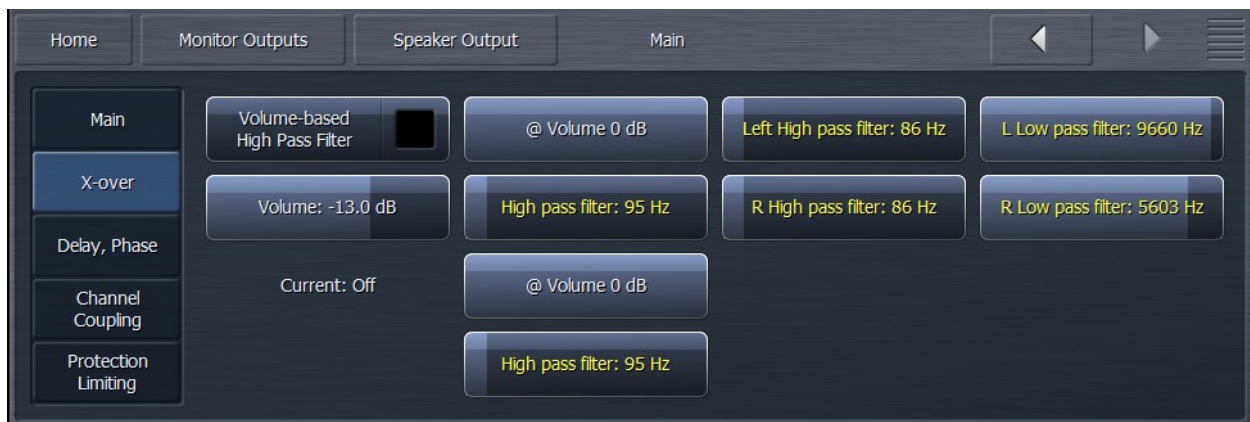 Home
Monitor Outputs
Speaker Output
Main
Main
X-over
Delay, Phase
Channel
Coupling
Protection
Limiting
Volume-based
High Pass Filter
@ Volume 0 dB
Left High pass filter: 86 Hz
L Low pass filter: 9660 Hz
Volume: -13.0 dB
High pass filter: 95 Hz
R High pass filter: 86 Hz
R Low pass filter: 5603 Hz
Current: Off
@ Volume 0 dB
High pass filter: 95 Hz